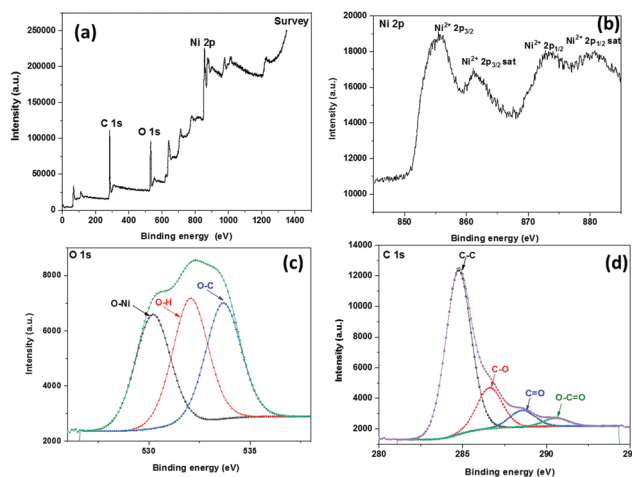 (a)
Survey
Ni 2p
C 1s
O 1s
Intensity (a.u.)
250000
200000
150000
100000
50000
0
0 200 400 600 800 1000 1200 1400
Binding energy (eV)
Ni 2p
(b)
Ni2+ 2p3/2
Ni2+ 2p3/2 sat
Ni2+ 2p1/2
Ni2+ 2p1/2 sat
Intensity (a.u.)
20000
18000
16000
14000
12000
10000
850 860 870 880
Binding energy (eV)
O 1s
(c)
O-Ni
O-H
O-C
Intensity (a.u.)
8000
6000
4000
2000
530 535
Binding energy (eV)
C 1s
(d)
C-C
C-O
C=O
O-C=O
Intensity (a.u.)
14000
12000
10000
8000
6000
4000
2000
280 285 290 29
Binding energy (eV)